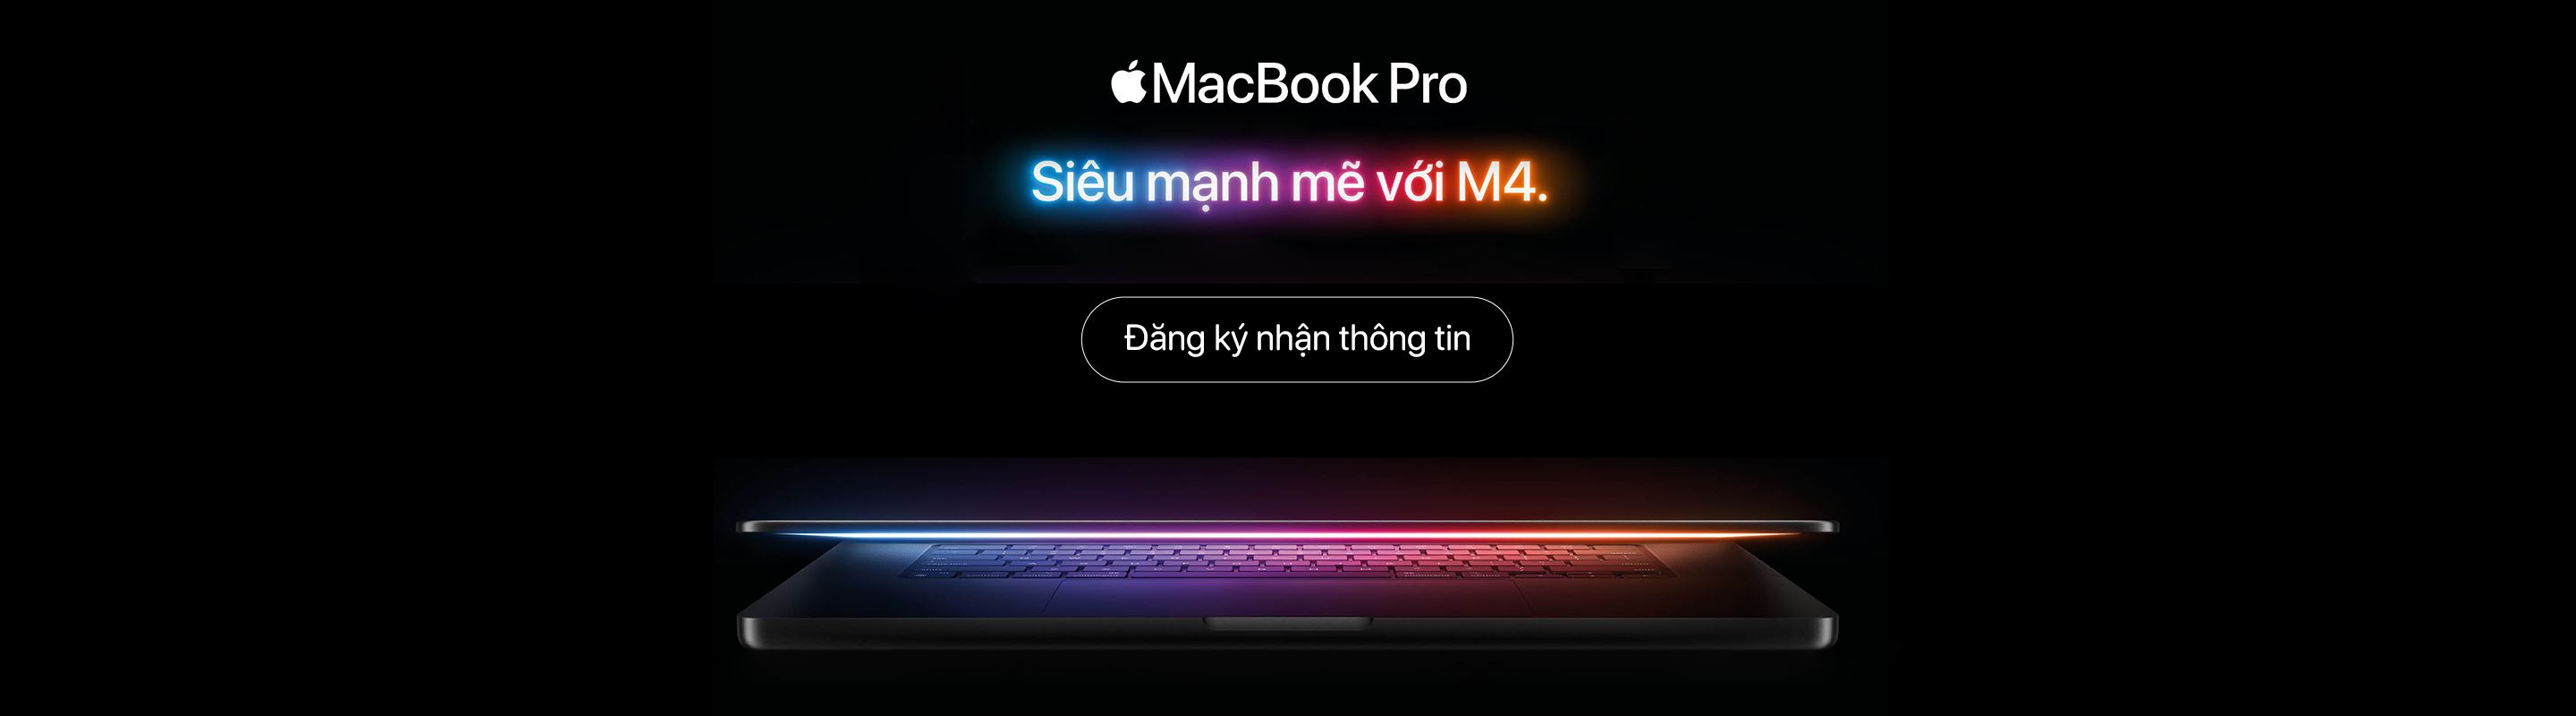 MacBook Pro
Siêu mạnh mẽ với M4.
Đăng ký nhận thông tin